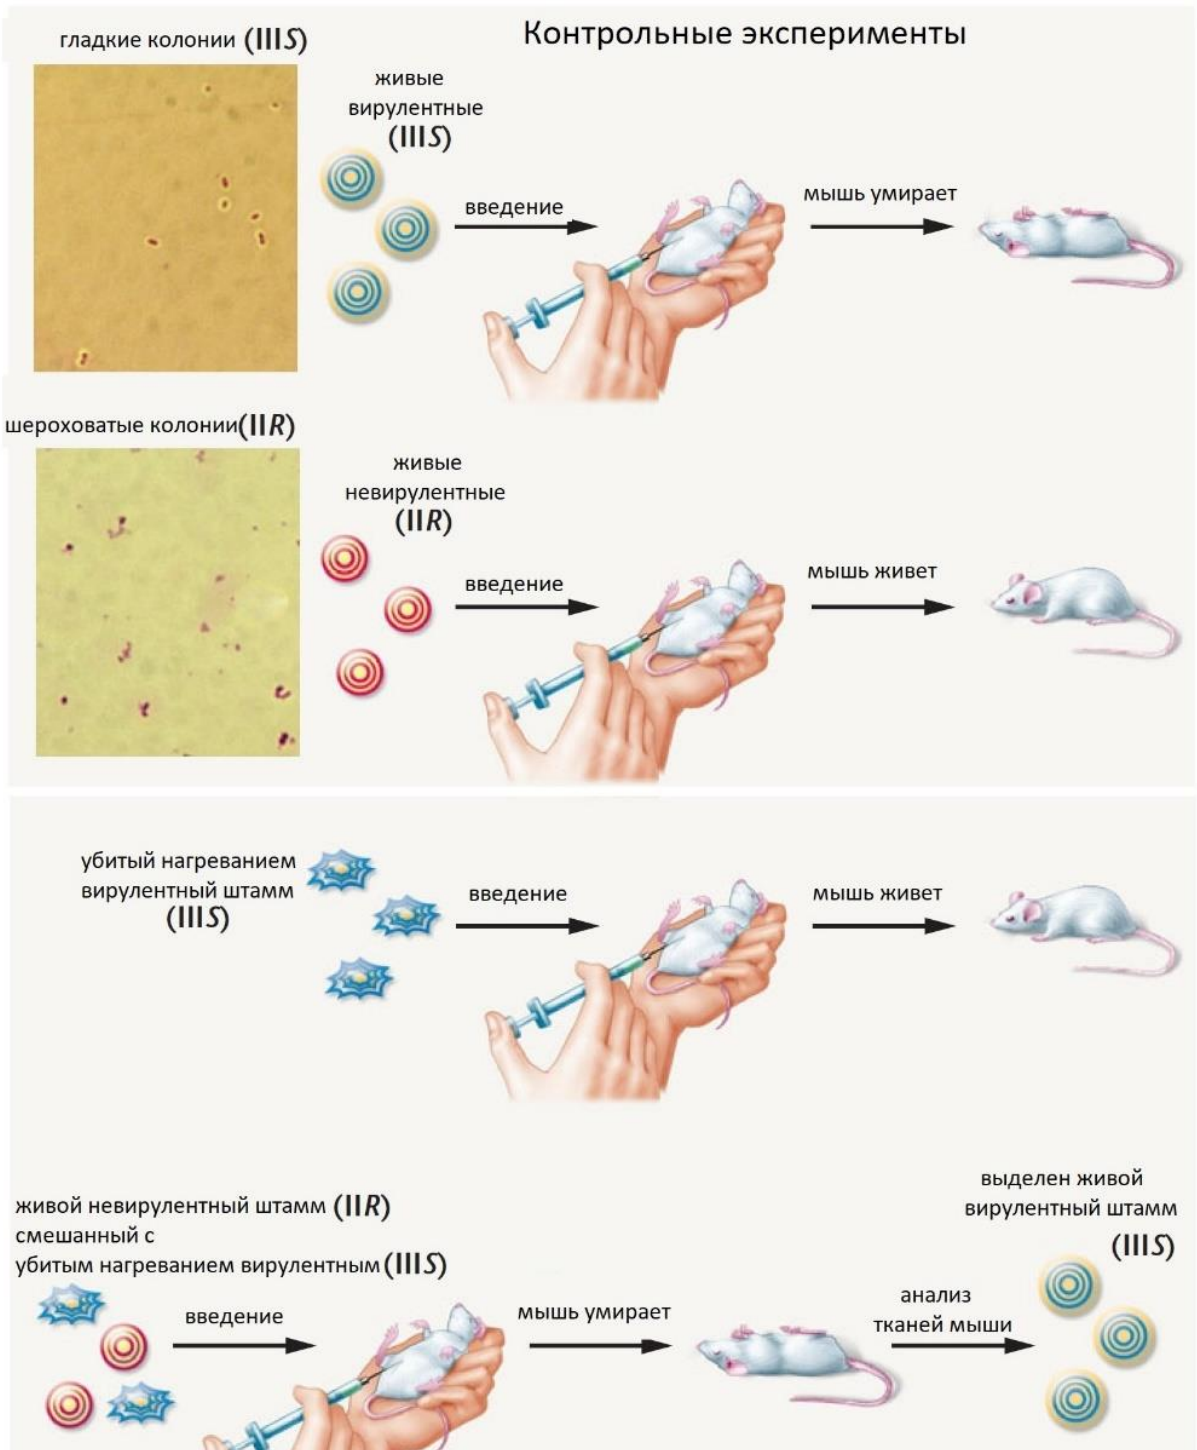 гладкие колонии (IIIS)
Контрольные эксперименты
живые
вирулентные
(IIIS)
введение
мышь умирает
шероховатые колонии(IIR)
живые
невирулентные
(IIR)
введение
мышь живет
убитый нагреванием
вирулентный штамм
(IIIS)
введение
мышь живет
живой невирулентный штамм (IIR)
смешанный с
убитым нагреванием вирулентным(IIIS)
введение
мышь умирает
анализ
тканей мыши
выделен живой
вирулентный штамм
(IIIS)